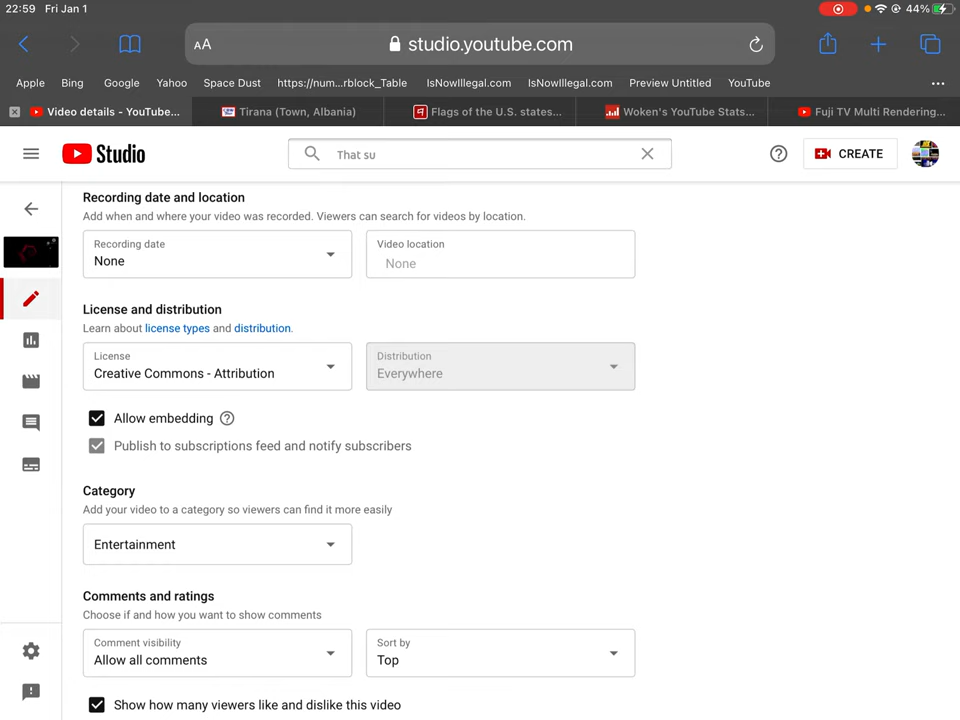 22:59 Fri Jan 1
44%
AA
studio.youtube.com
Apple Bing Google Yahoo Space Dust https://num...rblock_Table IsNowIllegal.com IsNowIllegal.com Preview Untitled YouTube
Video details - YouTube... Tirana (Town, Albania) Flags of the U.S. states... Woken's YouTube Stats... Fuji TV Multi Rendering...
Studio
That su
CREATE
Recording date and location
Add when and where your video was recorded. Viewers can search for videos by location.
Recording date
None
Video location
None
License and distribution
Learn about license types and distribution.
License
Creative Commons - Attribution
Distribution
Everywhere
Allow embedding
Publish to subscriptions feed and notify subscribers
Category
Add your video to a category so viewers can find it more easily
Entertainment
Comments and ratings
Choose if and how you want to show comments
Comment visibility
Allow all comments
Sort by
Top
Show how many viewers like and dislike this video